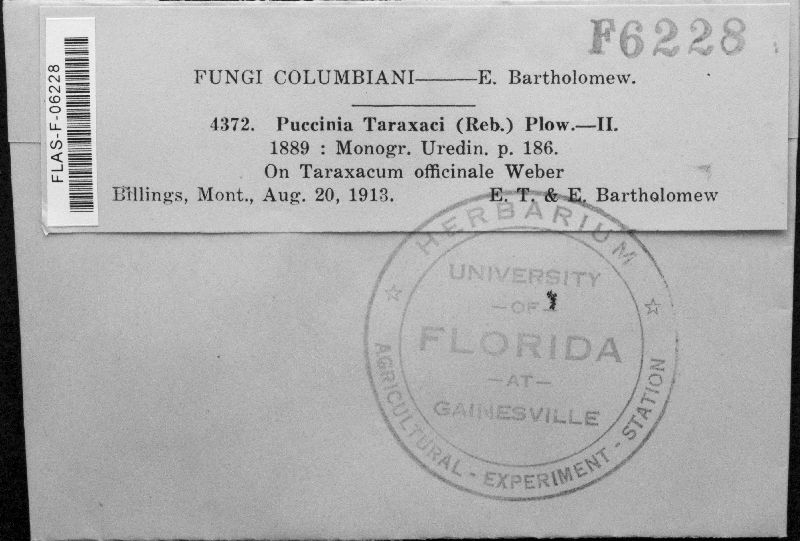 F6228
FLAS-F-06228
FUNGI COLUMBIANI——E. Bartholomew.
4372. Puccinia Taraxaci (Reb.) Plow.—II.
1889 : Monogr. Uredin. p. 186.
On Taraxacum officinale Weber
Billings, Mont., Aug. 20, 1913. E. T. & E. Bartholomew
HERBARIUM
UNIVERSITY
—OF—
FLORIDA
—AT—
GAINESVILLE
AGRICULTURAL - EXPERIMENT - STATION